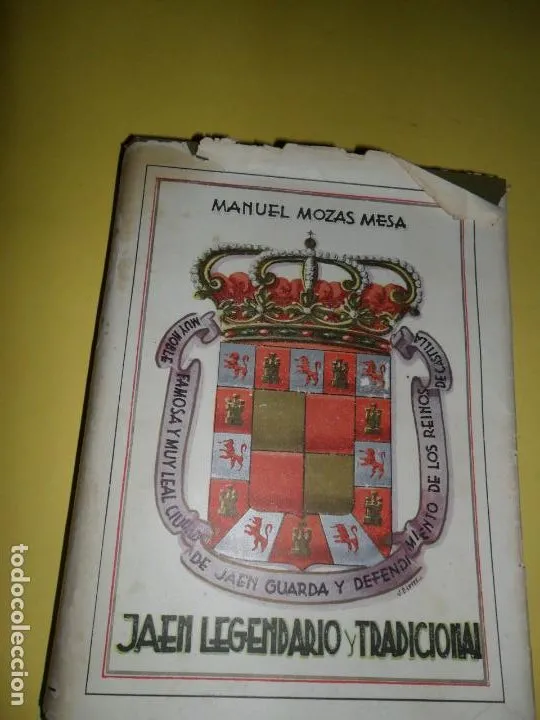 MANUEL MOZAS MESA
MUY NOBLE FAMOSA Y MUY LEAL CIUDAD DE JAEN GUARDA Y DEFENDIMIENTO DE LOS REINOS DE CASTILLA
JAEN LEGENDARIO y TRADICIONAL
todocoleccion